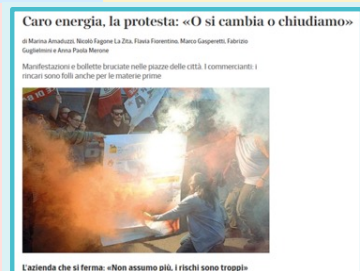 Caro energia, la protesta: «O si cambia o chiudiamo»
di Marina Amaduzzi, Nicolò Fagone La Zita, Flavia Fiorentino, Marco Gasperetti, Fabrizio
Guglielmini e Anna Paola Merone
Manifestazioni e bollette bruciate nelle piazze delle città. I commercianti: i
rincari sono folli anche per le materie prime
L'azienda che si ferma: «Non assumo più, i rischi sono troppi»